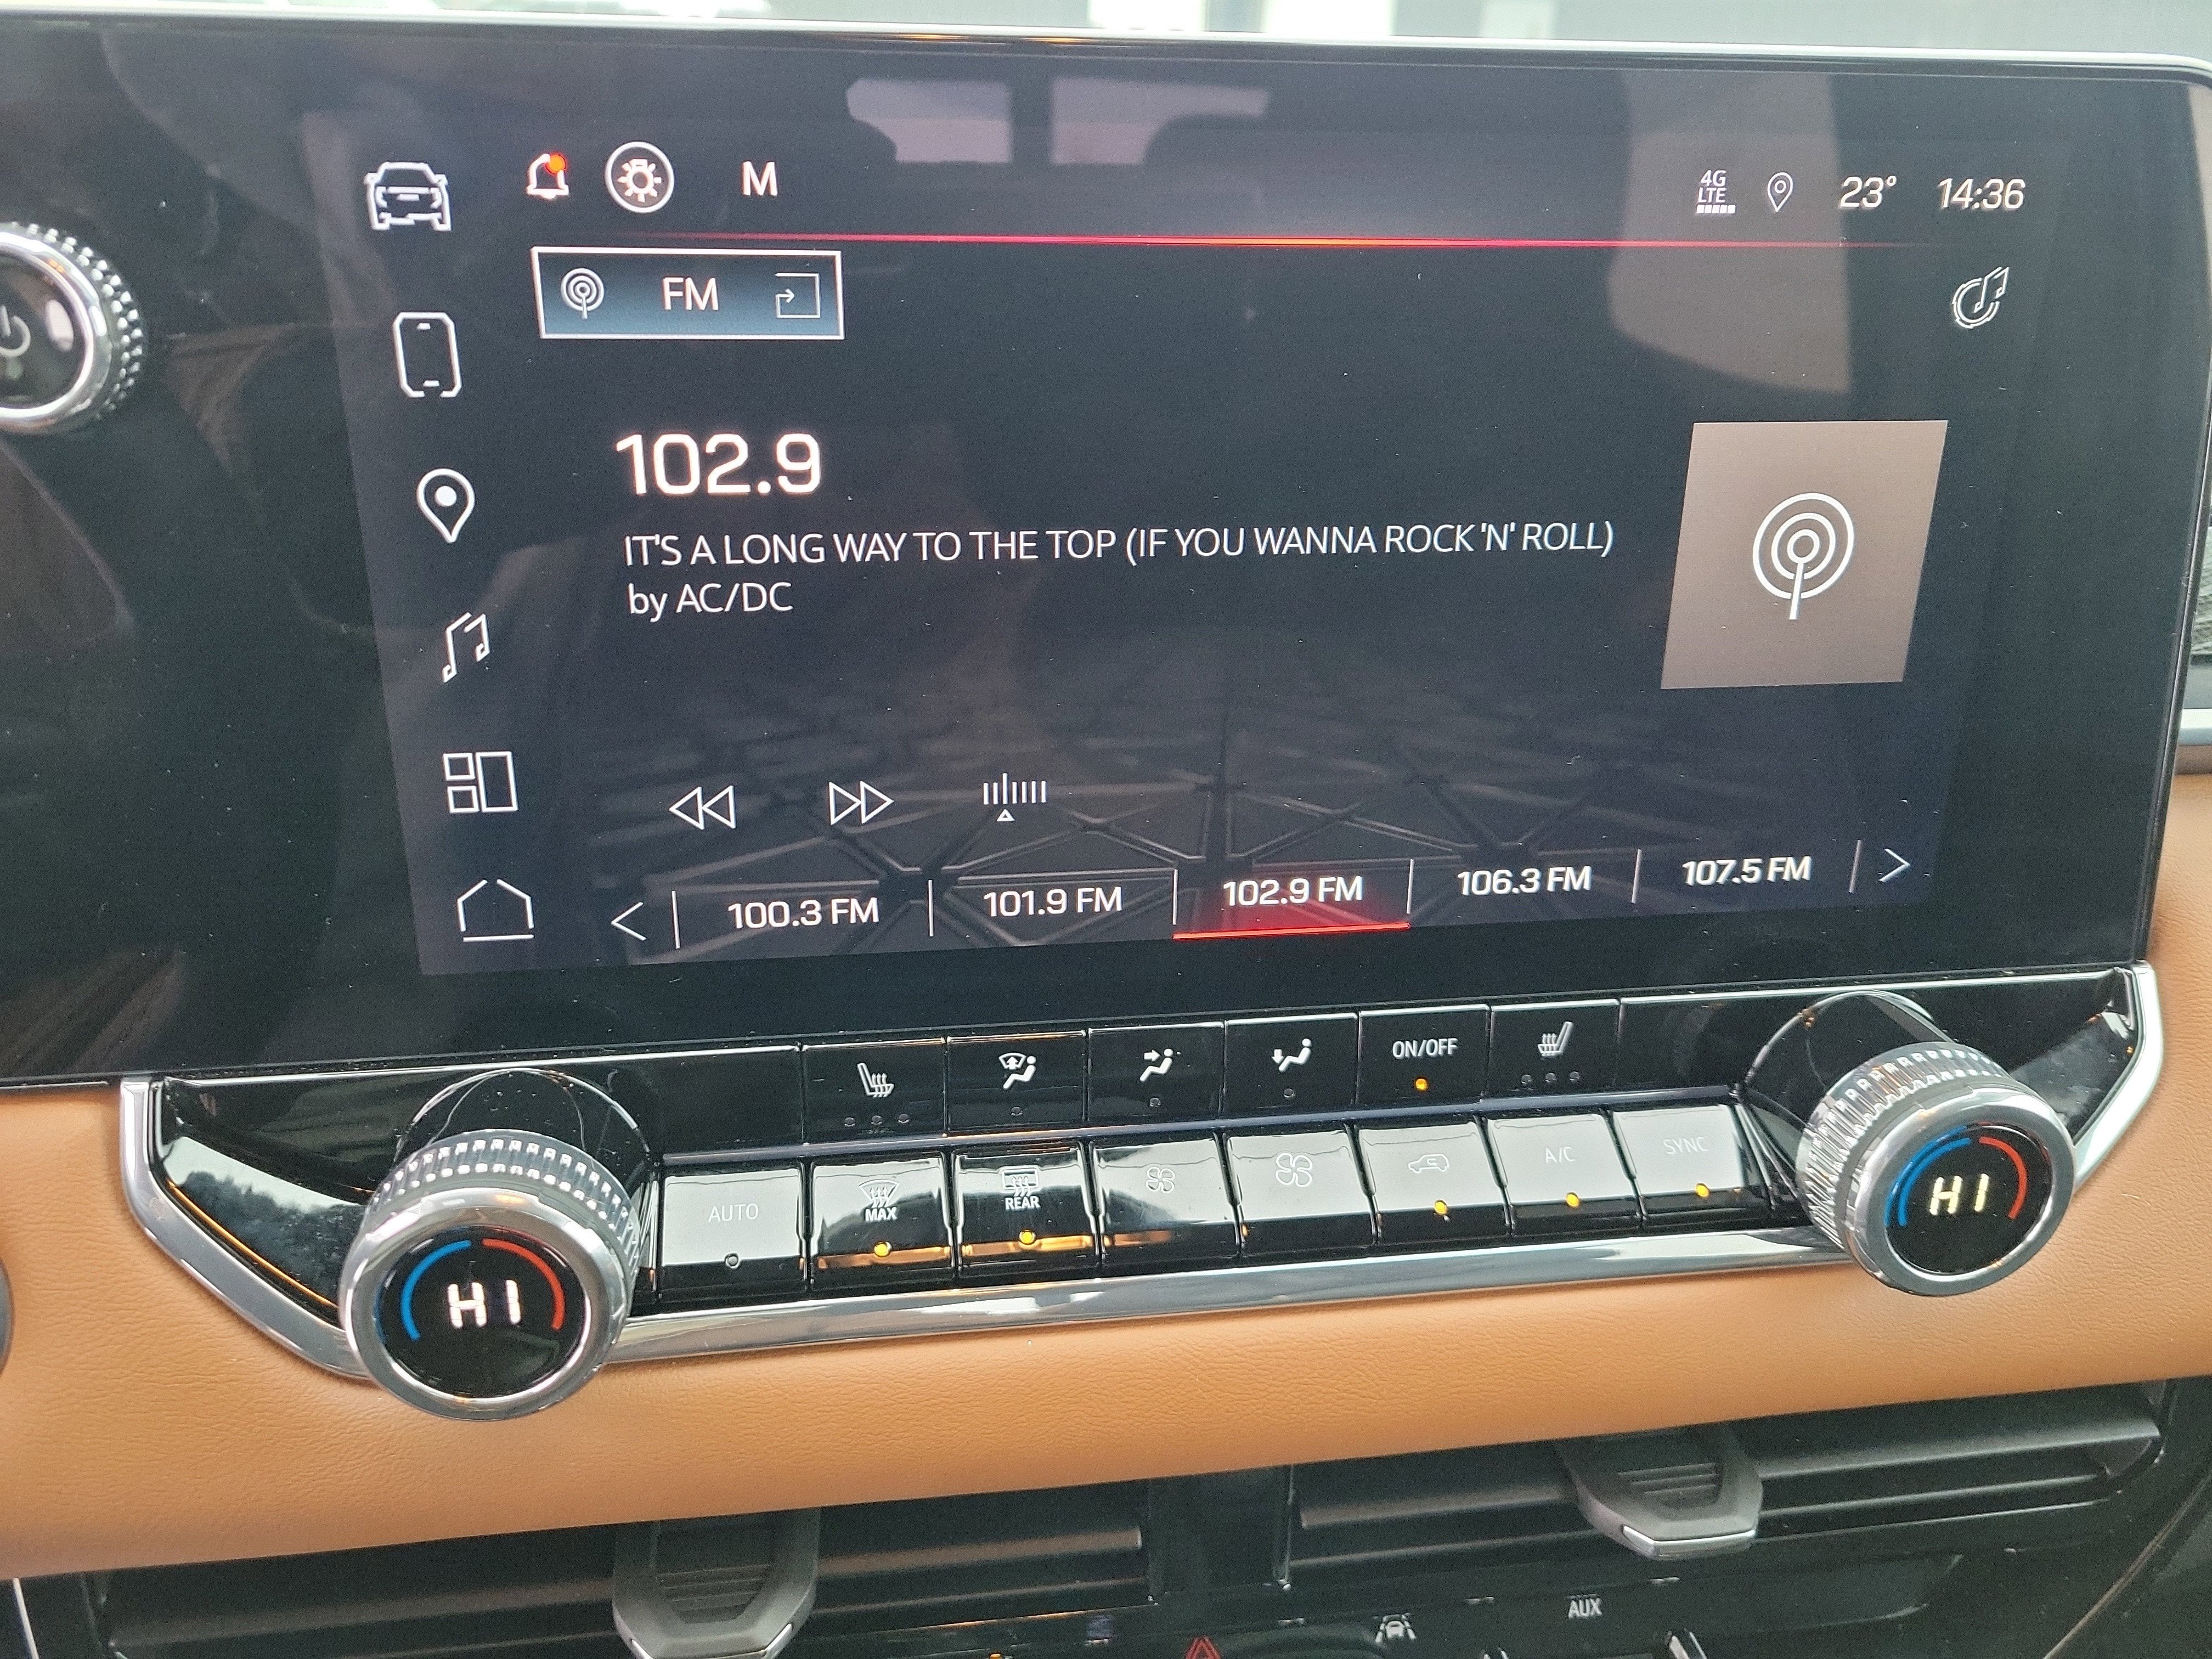 M
4G
LTE
23° 14:36
FM
102.9
IT'S A LONG WAY TO THE TOP (IF YOU WANNA ROCK 'N' ROLL)
by AC/DC
100.3 FM
101.9 FM
102.9 FM
106.3 FM
107.5 FM
ON/OFF
HI
AUTO
MAX
REAR
A/C
SYNC
HI
AUX